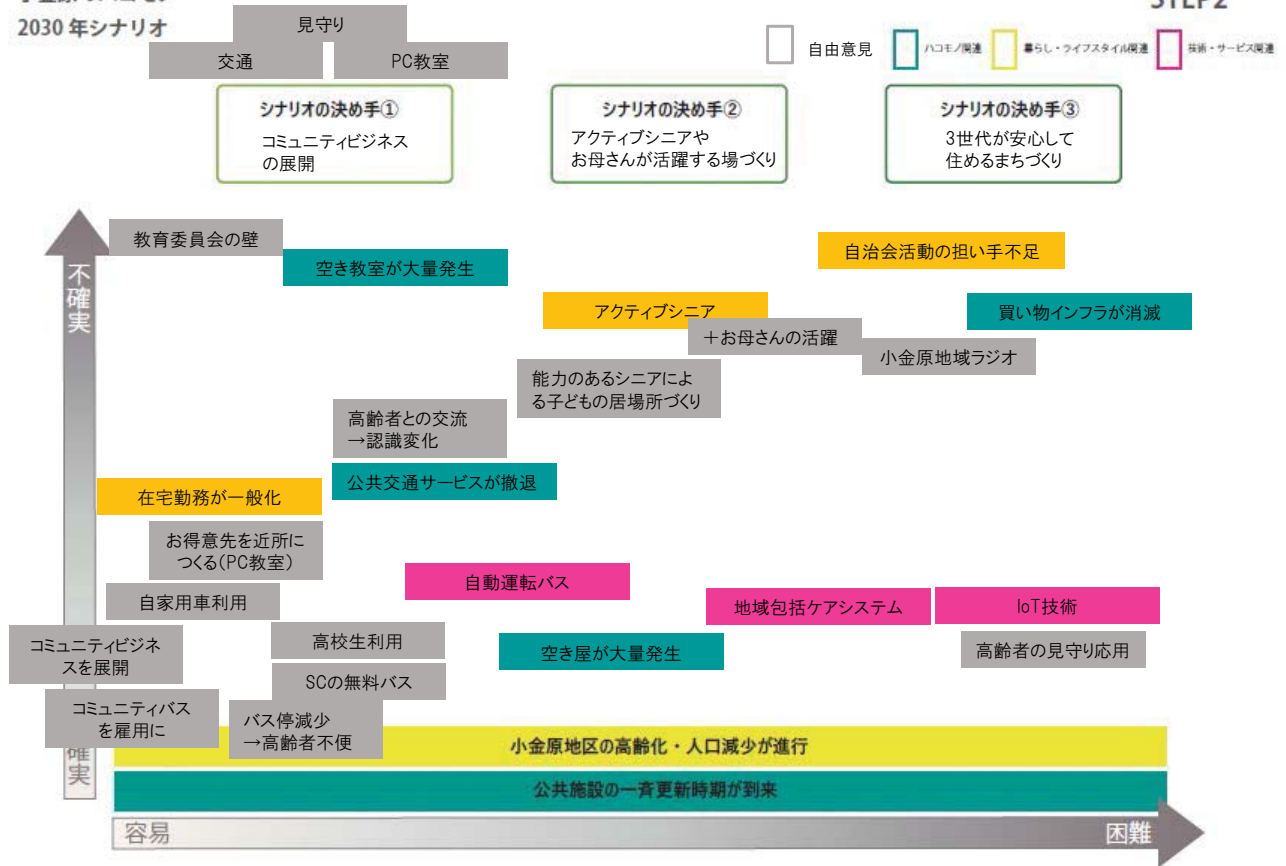 2030 年シナリオ
STEP2
見守り
交通
PC教室
自由意見
ハコモノ関連
暮らし・ライフスタイル関連
技術・サービス関連
シナリオの決め手①
コミュニティビジネス
の展開
シナリオの決め手②
アクティブシニアや
お母さんが活躍する場づくり
シナリオの決め手③
3世代が安心して
住めるまちづくり
不確実
教育委員会の壁
空き教室が大量発生
自治会活動の担い手不足
アクティブシニア
+お母さんの活躍
買い物インフラが消滅
小金原地域ラジオ
能力のあるシニアによ
る子どもの居場所づくり
高齢者との交流
→認識変化
公共交通サービスが撤退
在宅勤務が一般化
お得意先を近所に
つくる(PC教室)
自動運転バス
自家用車利用
地域包括ケアシステム
IoT技術
コミュニティビジネ
スを展開
高校生利用
空き屋が大量発生
高齢者の見守り応用
SCの無料バス
コミュニティバス
を雇用に
バス停減少
→高齢者不便
確実
小金原地区の高齢化・人口減少が進行
公共施設の一斉更新時期が到来
容易
困難